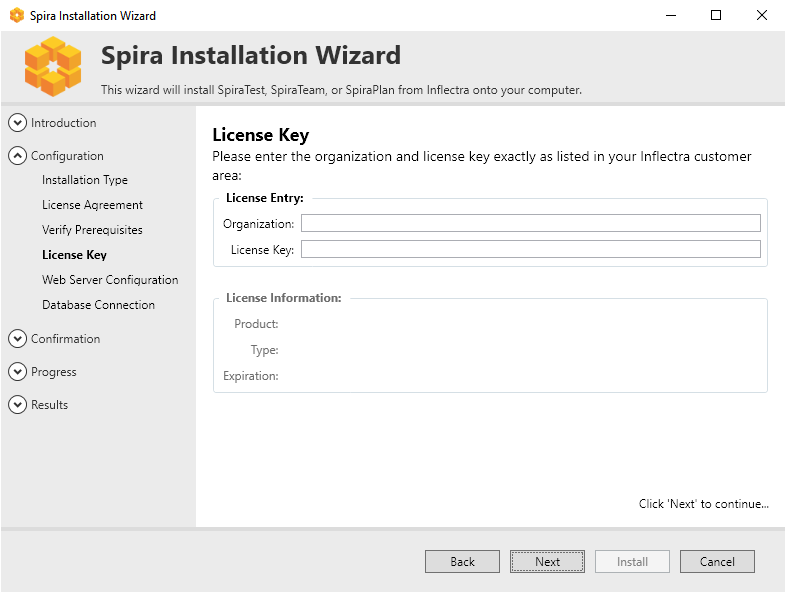 Spira Installation Wizard
Spira Installation Wizard
This wizard will install SpiraTest, SpiraTeam, or SpiraPlan from Inflectra onto your computer.
Introduction
Configuration
Installation Type
License Agreement
Verify Prerequisites
License Key
Web Server Configuration
Database Connection
Confirmation
Progress
Results
License Key
Please enter the organization and license key exactly as listed in your Inflectra customer
area:
License Entry:
Organization:
License Key:
License Information:
Product:
Type:
Expiration:
Click 'Next' to continue...
Back
Next
Install
Cancel